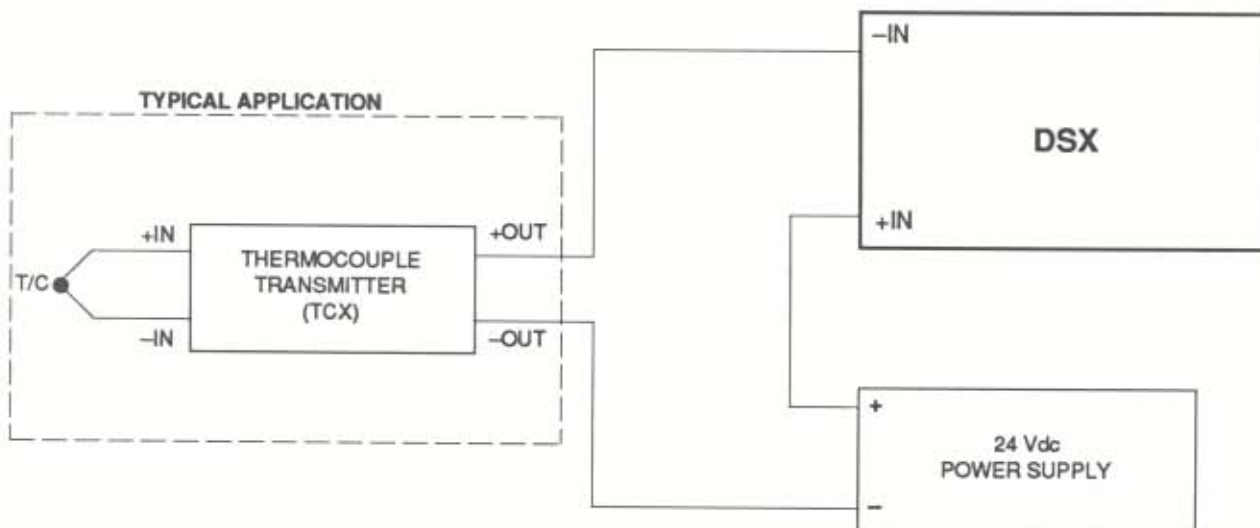 TYPICAL APPLICATION
–IN
DSX
+IN
+IN
+OUT
T/C
THERMOCOUPLE
TRANSMITTER
(TCX)
–IN
–OUT
+
24 Vdc
POWER SUPPLY
–